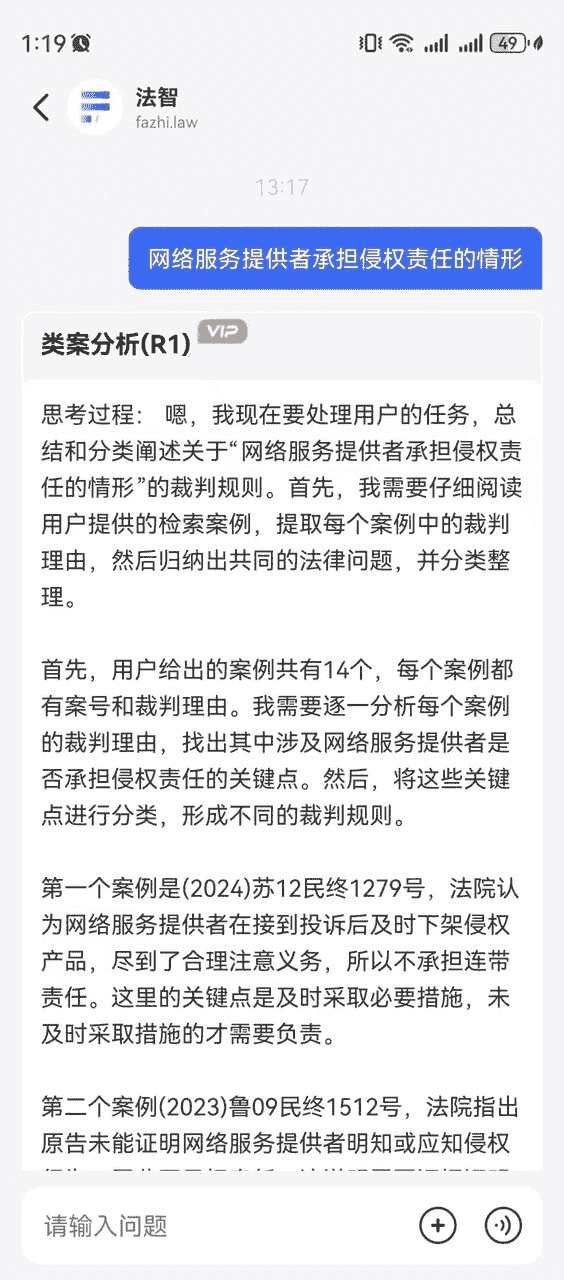 1:19
49
法智
fazhi.law
13:17
网络服务提供者承担侵权责任的情形
类案分析(R1) VIP
思考过程： 嗯，我现在要处理用户的任务，总
结和分类阐述关于“网络服务提供者承担侵权责
任的情形”的裁判规则。首先，我需要仔细阅读
用户提供的检索案例，提取每个案例中的裁判
理由，然后归纳出共同的法律问题，并分类整
理。
首先，用户给出的案例共有14个，每个案例都
有案号和裁判理由。我需要逐一分析每个案例
的裁判理由，找出其中涉及网络服务提供者是
否承担侵权责任的关键点。然后，将这些关键
点进行分类，形成不同的裁判规则。
第一个案例是(2024)苏12民终1279号，法院认
为网络服务提供者在接到投诉后及时下架侵权
产品，尽到了合理注意义务，所以不承担连带
责任。这里的关键点是及时采取必要措施，未
及时采取措施的才需要负责。
第二个案例(2023)鲁09民终1512号，法院指出
原告未能证明网络服务提供者明知或应知侵权
请输入问题